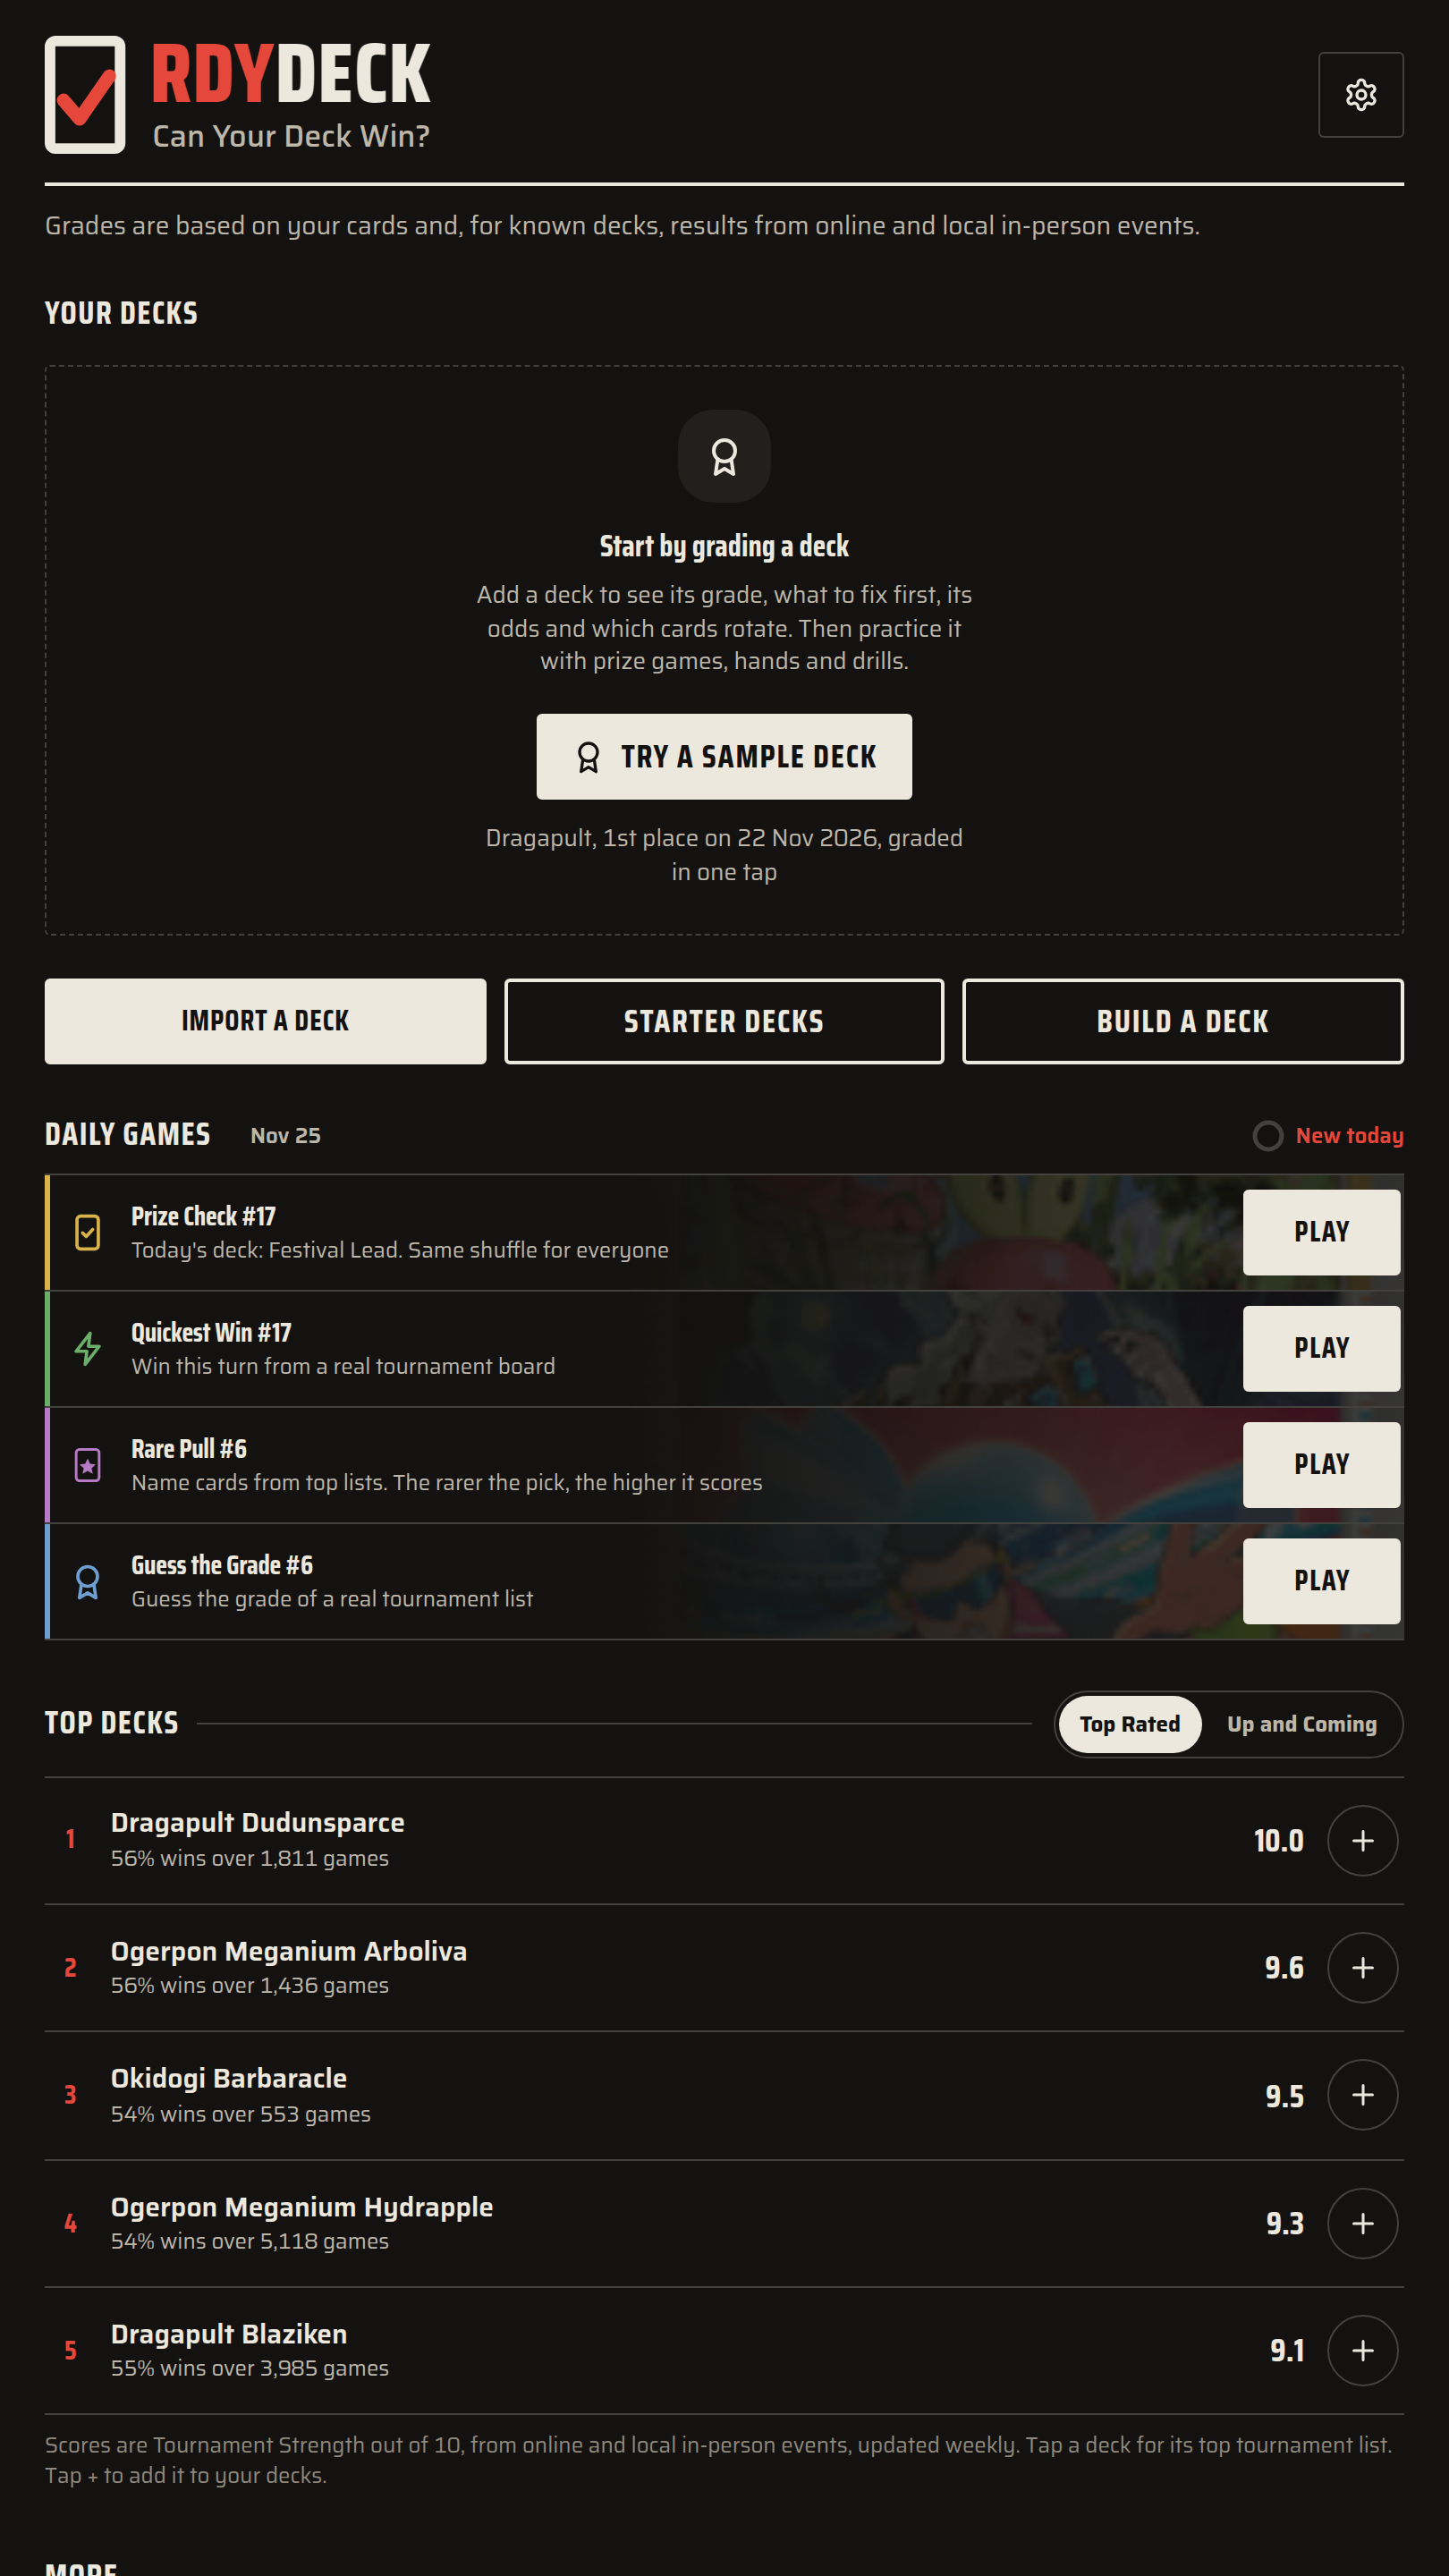 RDYDECK
Can Your Deck Win?
Grades are based on your cards and, for known decks, results from online and local in-person events.
YOUR DECKS
Start by grading a deck
Add a deck to see its grade, what to fix first, its
odds and which cards rotate. Then practice it
with prize games, hands and drills.
TRY A SAMPLE DECK
Dragapult, 1st place on 22 Nov 2026, graded
in one tap
IMPORT A DECK
STARTER DECKS
BUILD A DECK
DAILY GAMES
Nov 25
New today
Prize Check #17
Today's deck: Festival Lead. Same shuffle for everyone
PLAY
Quickest Win #17
Win this turn from a real tournament board
PLAY
Rare Pull #6
Name cards from top lists. The rarer the pick, the higher it scores
PLAY
Guess the Grade #6
Guess the grade of a real tournament list
PLAY
TOP DECKS
Top Rated
Up and Coming
1
Dragapult Dudunsparce
56% wins over 1,811 games
10.0
+
2
Ogerpon Meganium Arboliva
56% wins over 1,436 games
9.6
+
3
Okidogi Barbaracle
54% wins over 553 games
9.5
+
4
Ogerpon Meganium Hydrapple
54% wins over 5,118 games
9.3
+
5
Dragapult Blaziken
55% wins over 3,985 games
9.1
+
Scores are Tournament Strength out of 10, from online and local in-person events, updated weekly. Tap a deck for its top tournament list.
Tap + to add it to your decks.
MORE